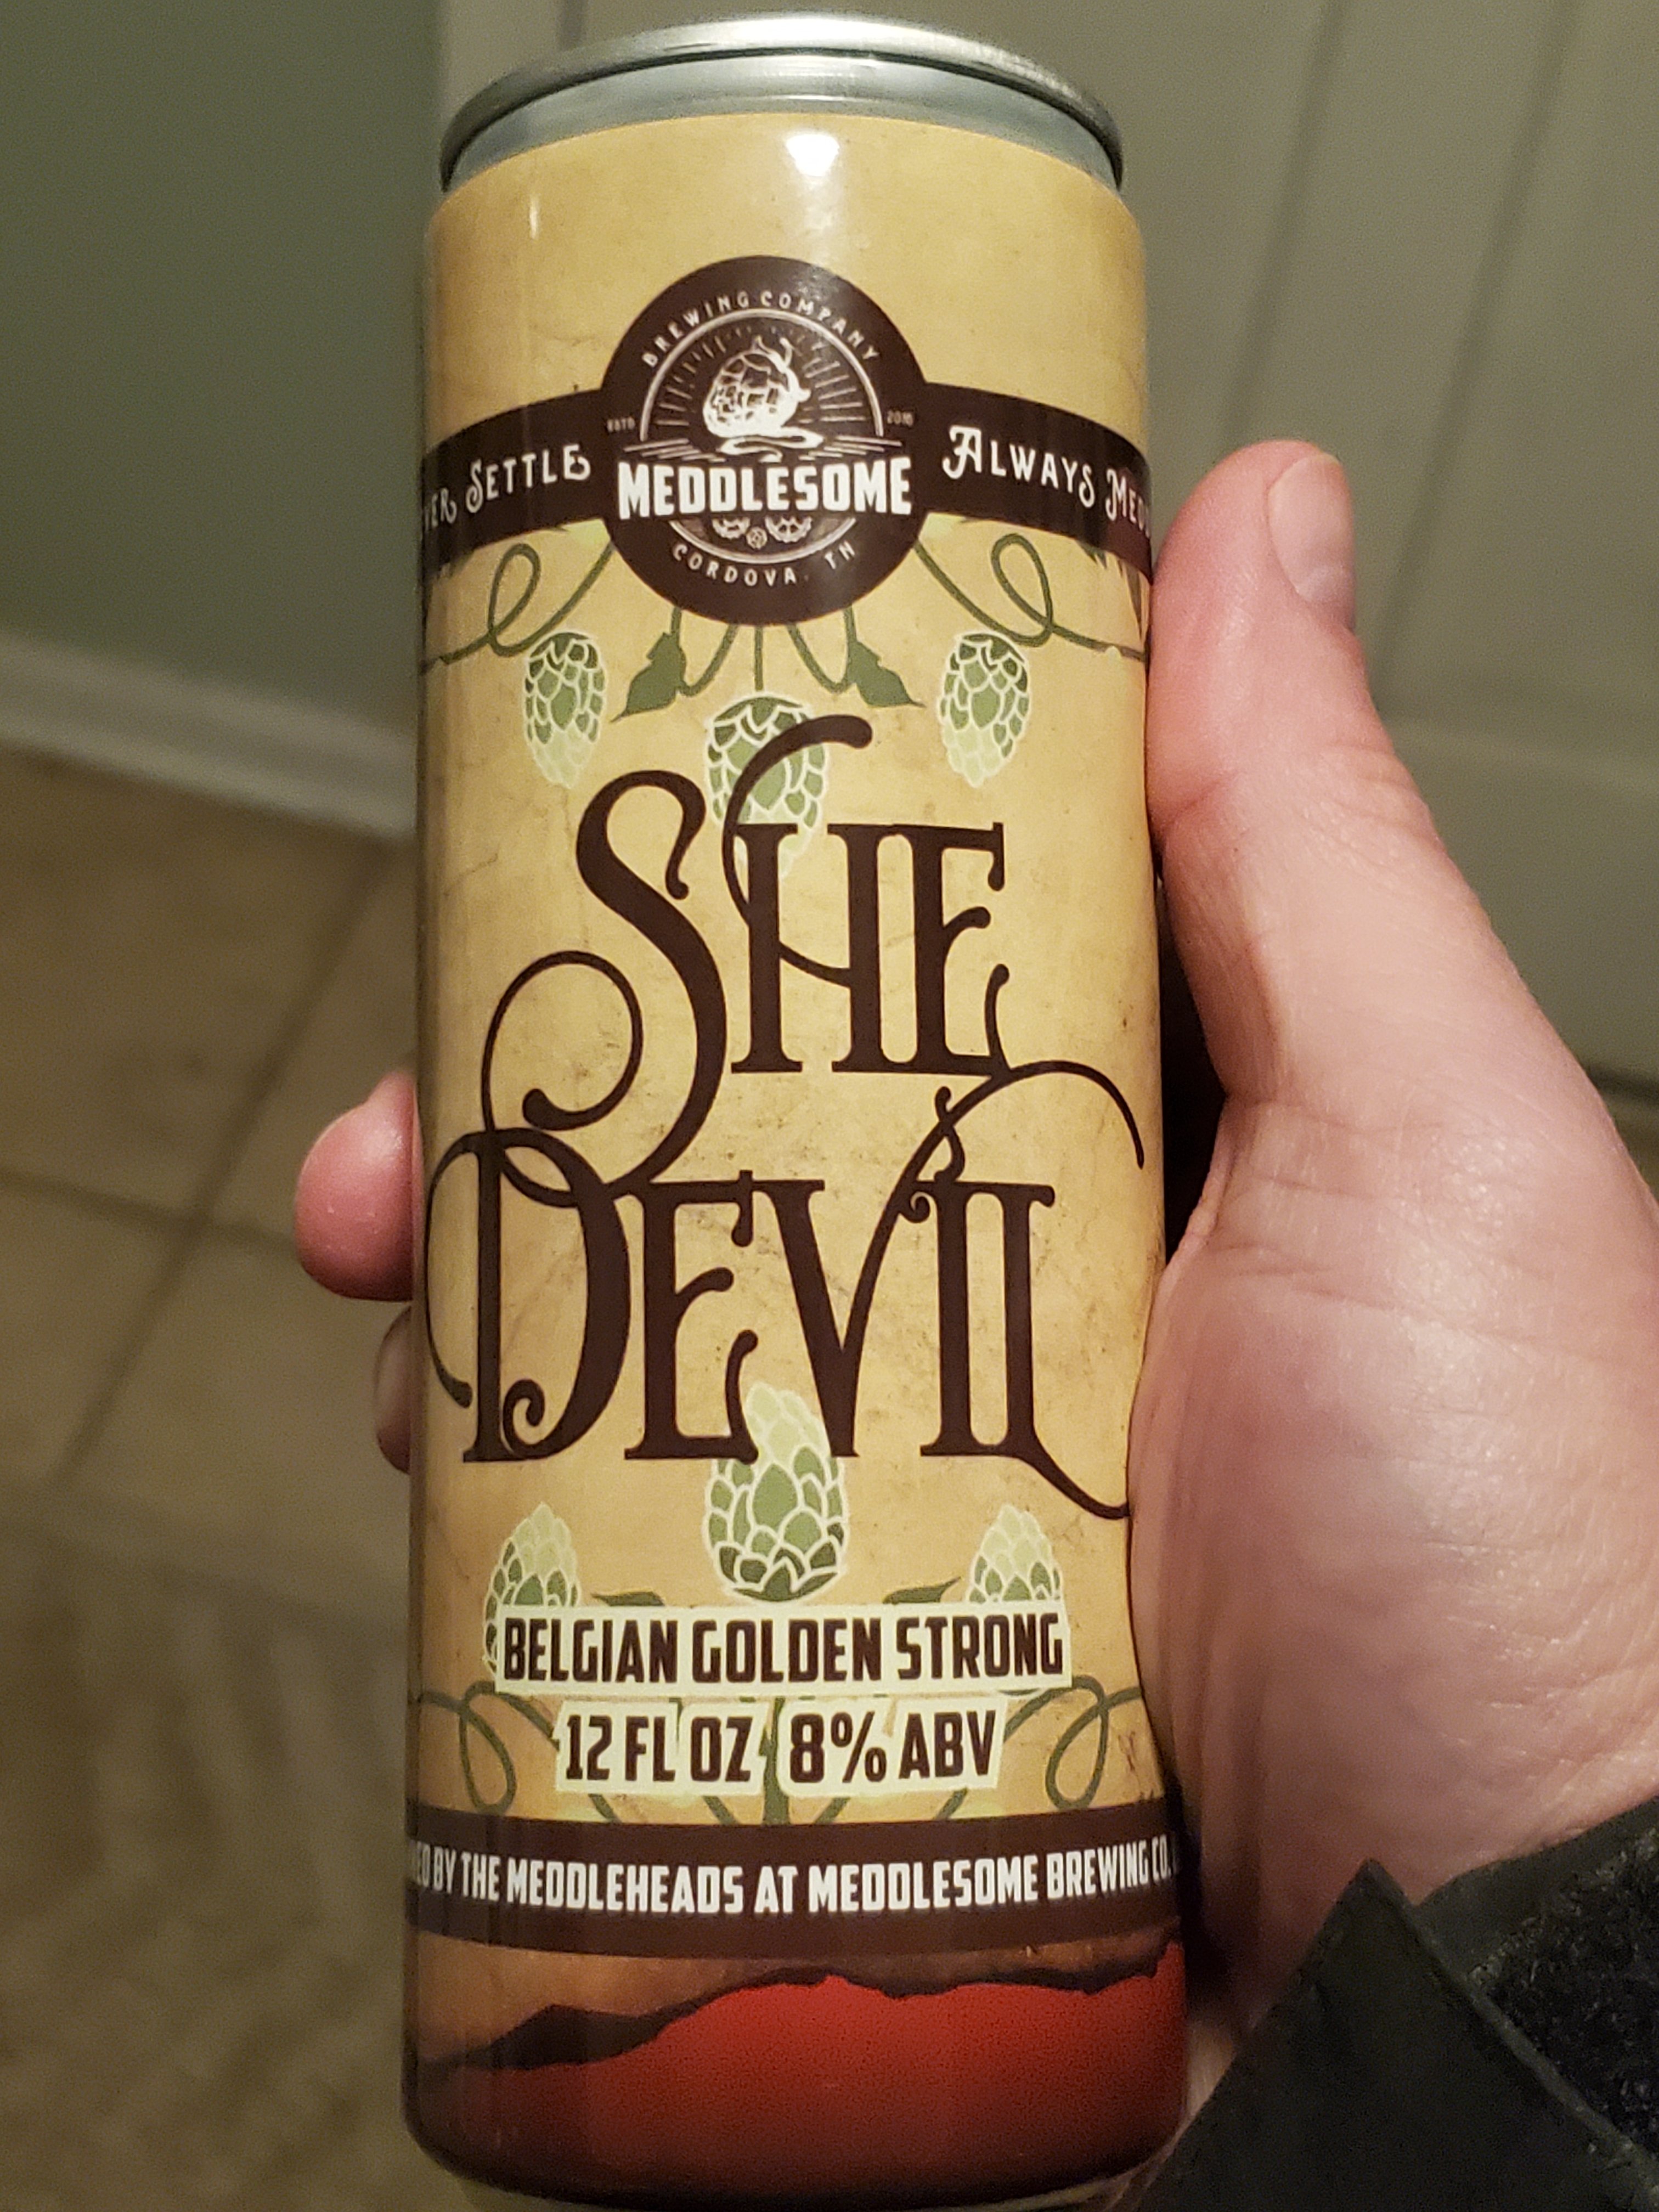 BREWING COMPANY
ESTD 2016
SETTLE
ALWAYS
MEDDLESOME
CORDOVA, TN
SHE
DEVIL
BELGIAN GOLDEN STRONG
12 FL OZ 8% ABV
BY THE MEDDLEHEADS AT MEDDLESOME BREWING CO.